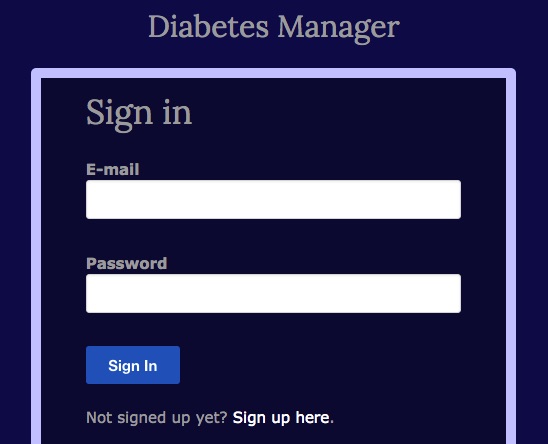 Diabetes Manager
Sign in
E-mail
Password
Sign In
Not signed up yet? Sign up here.